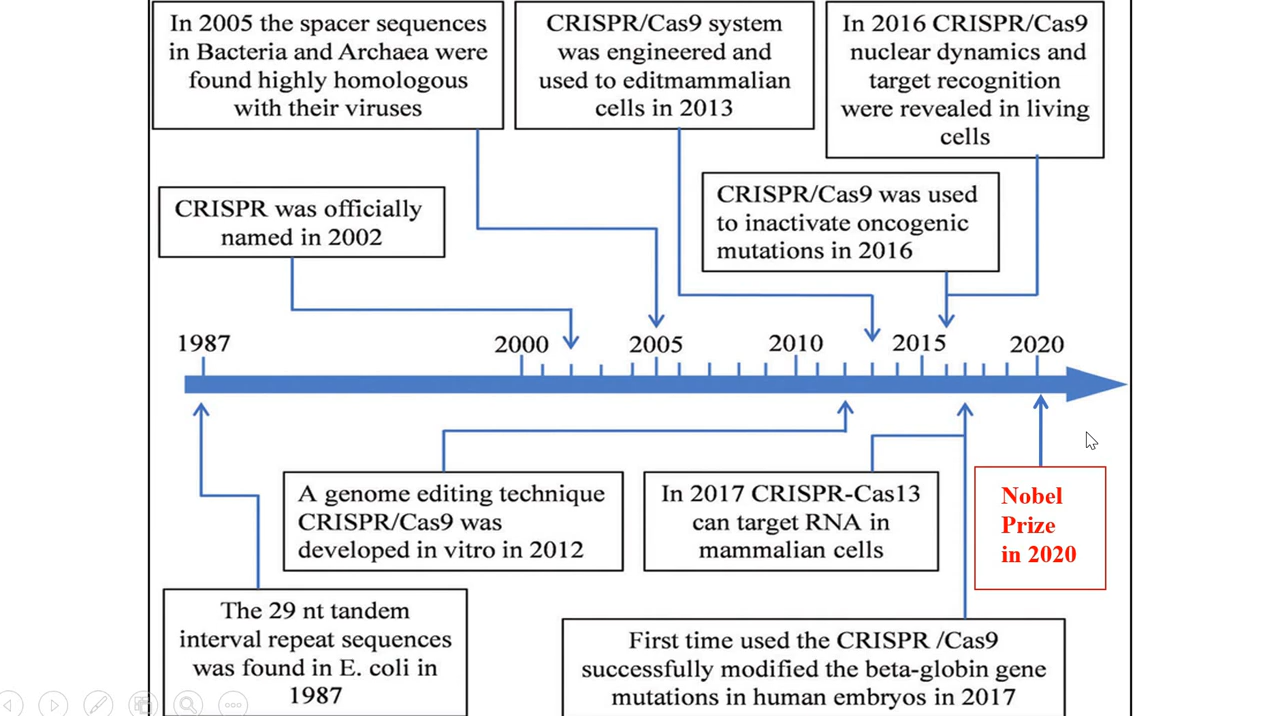 In 2005 the spacer sequences
in Bacteria and Archaea were
found highly homologous
with their viruses
CRISPR/Cas9 system
was engineered and
used to editmammalian
cells in 2013
In 2016 CRISPR/Cas9
nuclear dynamics and
target recognition
were revealed in living
cells
CRISPR was officially
named in 2002
CRISPR/Cas9 was used
to inactivate oncogenic
mutations in 2016
1987 2000 2005 2010 2015 2020
A genome editing technique
CRISPR/Cas9 was
developed in vitro in 2012
In 2017 CRISPR-Cas13
can target RNA in
mammalian cells
Nobel
Prize
in 2020
The 29 nt tandem
interval repeat sequences
was found in E. coli in
1987
First time used the CRISPR /Cas9
successfully modified the beta-globin gene
mutations in human embryos in 2017